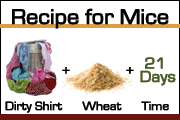 Recipe for Mice
+ + 21
Days
Dirty Shirt Wheat Time